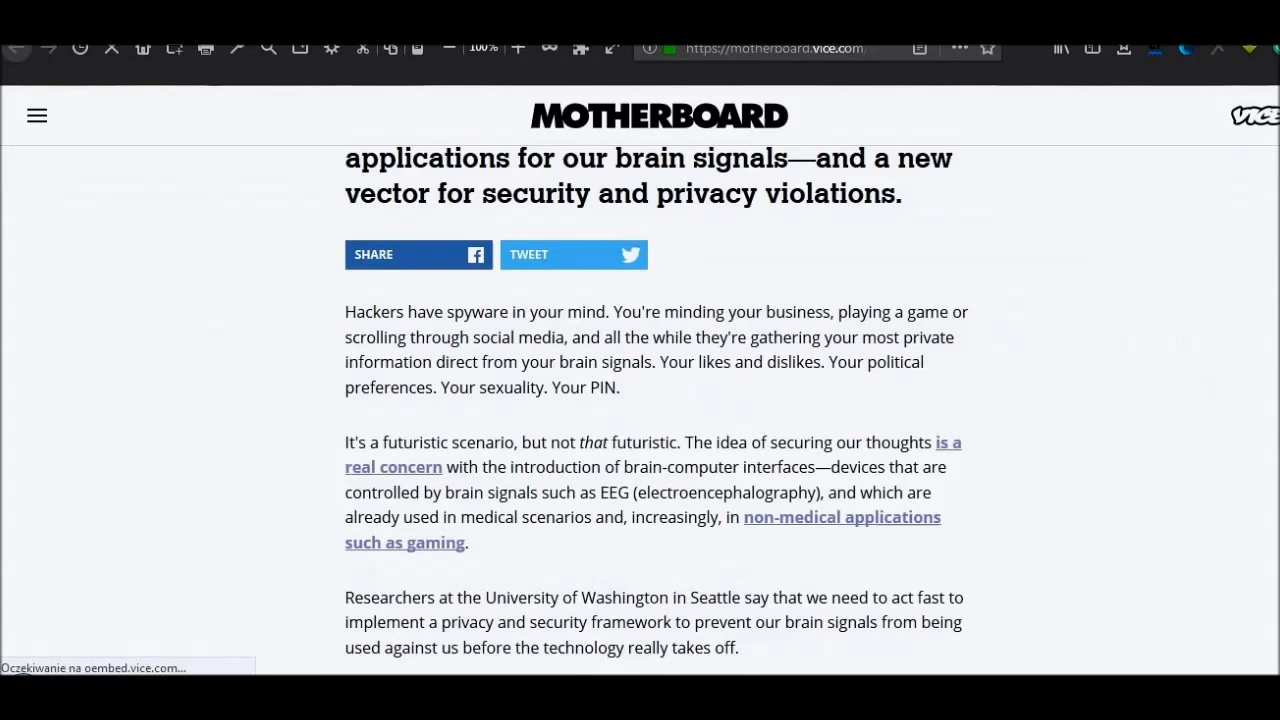 100%
https://motherboard.vice.com
MOTHERBOARD
VICE
applications for our brain signals—and a new
vector for security and privacy violations.
SHARE
TWEET
Hackers have spyware in your mind. You're minding your business, playing a game or
scrolling through social media, and all the while they're gathering your most private
information direct from your brain signals. Your likes and dislikes. Your political
preferences. Your sexuality. Your PIN.
It's a futuristic scenario, but not that futuristic. The idea of securing our thoughts is a
real concern with the introduction of brain-computer interfaces—devices that are
controlled by brain signals such as EEG (electroencephalography), and which are
already used in medical scenarios and, increasingly, in non-medical applications
such as gaming.
Researchers at the University of Washington in Seattle say that we need to act fast to
implement a privacy and security framework to prevent our brain signals from being
used against us before the technology really takes off.
Oczekiwanie na oembed.vice.com...